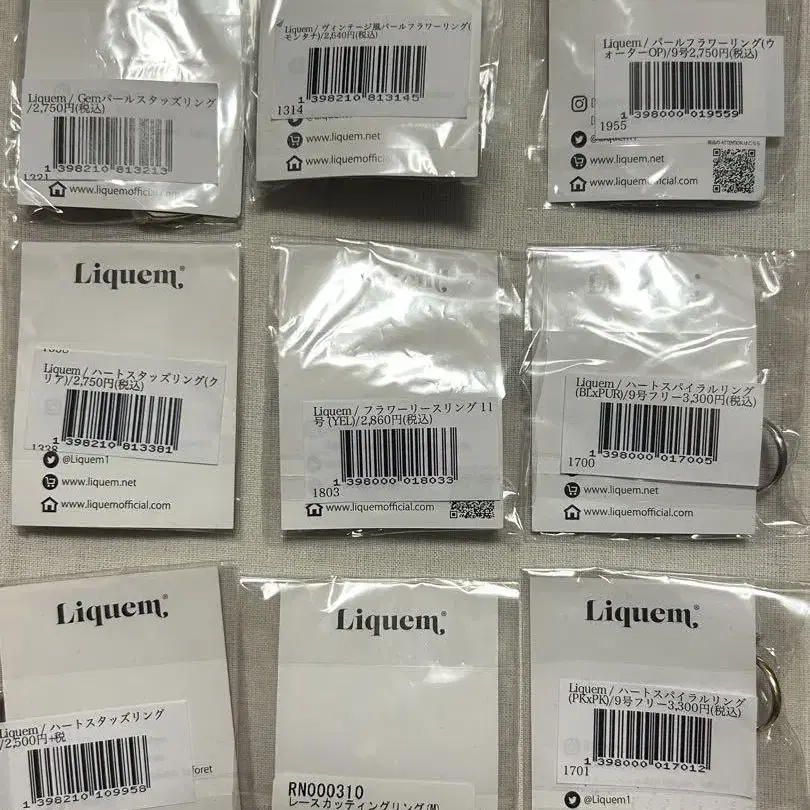 Liquem / Gemパールスタッズリング
/2,750円(税込)
1 398210 813213
1321
www.liquemofficial.com
Liquem / ヴィンテージ風パールフラワーリング(
モンタナ)/2,640円(税込)
1 398210 813145
1314
www.liquem.net
www.liquemofficial
Liquem / パールフラワーリング(ウ
ォーターOP)/9号2,750円(税込)
1 398000 019559
1955
www.liquem.net
www.liquemofficial.com
Liquem®
Liquem / ハートスタッズリング(ク
リア)/2,750円(税込)
1 398210 813381
1338
@Liquem1
www.liquem.net
www.liquemofficial.com
Liquem / フラワーリースリング 11
号 (YEL)/2,860円(税込)
1 398000 018033
1803
www.liquemofficial.com
Liquem / ハートスパイラルリング
(BLxPUR)/9号フリー3,300円(税込)
1 398000 017005
1700
www.liquem.net
www.liquemofficial.com
Liquem®
Liquem / ハートスタッズリング
/2,500円+税
1 398210 109958
foret
Liquem®
RN000310
レースカッティングリング(M)
Liquem®
Liquem / ハートスパイラルリング
(PKxPK)/9号フリー3,300円(税込)
1 398000 017012
1701
@Liquem1